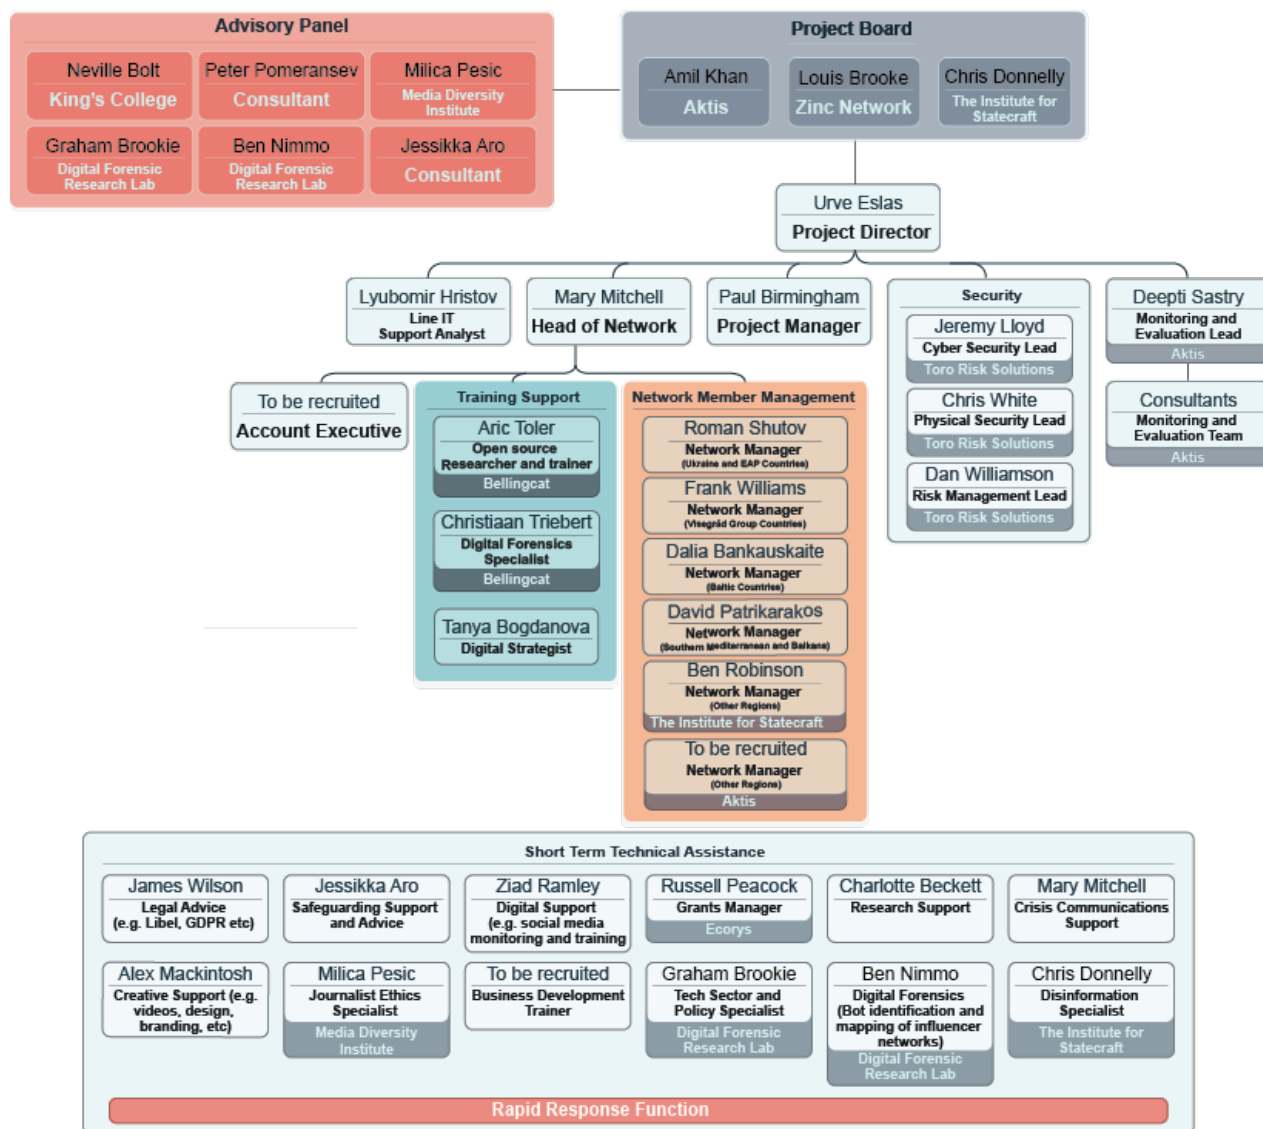 Advisory Panel
Neville Bolt
King's College
Peter Pomeransev
Consultant
Milica Pesic
Media Diversity
Institute
Graham Brookie
Digital Forensic
Research Lab
Ben Nimmo
Digital Forensic
Research Lab
Jessikka Aro
Consultant
Project Board
Amil Khan
Aktis
Louis Brooke
Zinc Network
Chris Donnelly
The Institute for
Statecraft
Urve Eslas
Project Director
Lyubomir Hristov
Line IT
Support Analyst
Mary Mitchell
Head of Network
Paul Birmingham
Project Manager
Security
Jeremy Lloyd
Cyber Security Lead
Toro Risk Solutions
Chris White
Physical Security Lead
Toro Risk Solutions
Dan Williamson
Risk Management Lead
Toro Risk Solutions
Deepti Sastry
Monitoring and
Evaluation Lead
Aktis
Consultants
Monitoring and
Evaluation Team
Aktis
To be recruited
Account Executive
Training Support
Aric Toler
Open source
Researcher and trainer
Bellingcat
Christiaan Triebert
Digital Forensics
Specialist
Bellingcat
Tanya Bogdanova
Digital Strategist
Network Member Management
Roman Shutov
Network Manager
(Ukraine and EAP Countries)
Frank Williams
Network Manager
(Visegrád Group Countries)
Dalia Bankauskaite
Network Manager
(Baltic Countries)
David Patrikarakos
Network Manager
(Southern Mediterranean and Balkans)
Ben Robinson
Network Manager
(Other Regions)
The Institute for Statecraft
To be recruited
Network Manager
(Other Regions)
Aktis
Short Term Technical Assistance
James Wilson
Legal Advice
(e.g. Libel, GDPR etc)
Jessikka Aro
Safeguarding Support
and Advice
Ziad Ramley
Digital Support
(e.g. social media
monitoring and training
Russell Peacock
Grants Manager
Ecorys
Charlotte Beckett
Research Support
Mary Mitchell
Crisis Communications
Support
Alex Mackintosh
Creative Support (e.g.
videos, design,
branding, etc)
Milica Pesic
Journalist Ethics
Specialist
Media Diversity
Institute
To be recruited
Business Development
Trainer
Graham Brookie
Tech Sector and
Policy Specialist
Digital Forensic
Research Lab
Ben Nimmo
Digital Forensics
(Bot identification and
mapping of influencer
networks)
Digital Forensic
Research Lab
Chris Donnelly
Disinformation
Specialist
The Institute for
Statecraft
Rapid Response Function